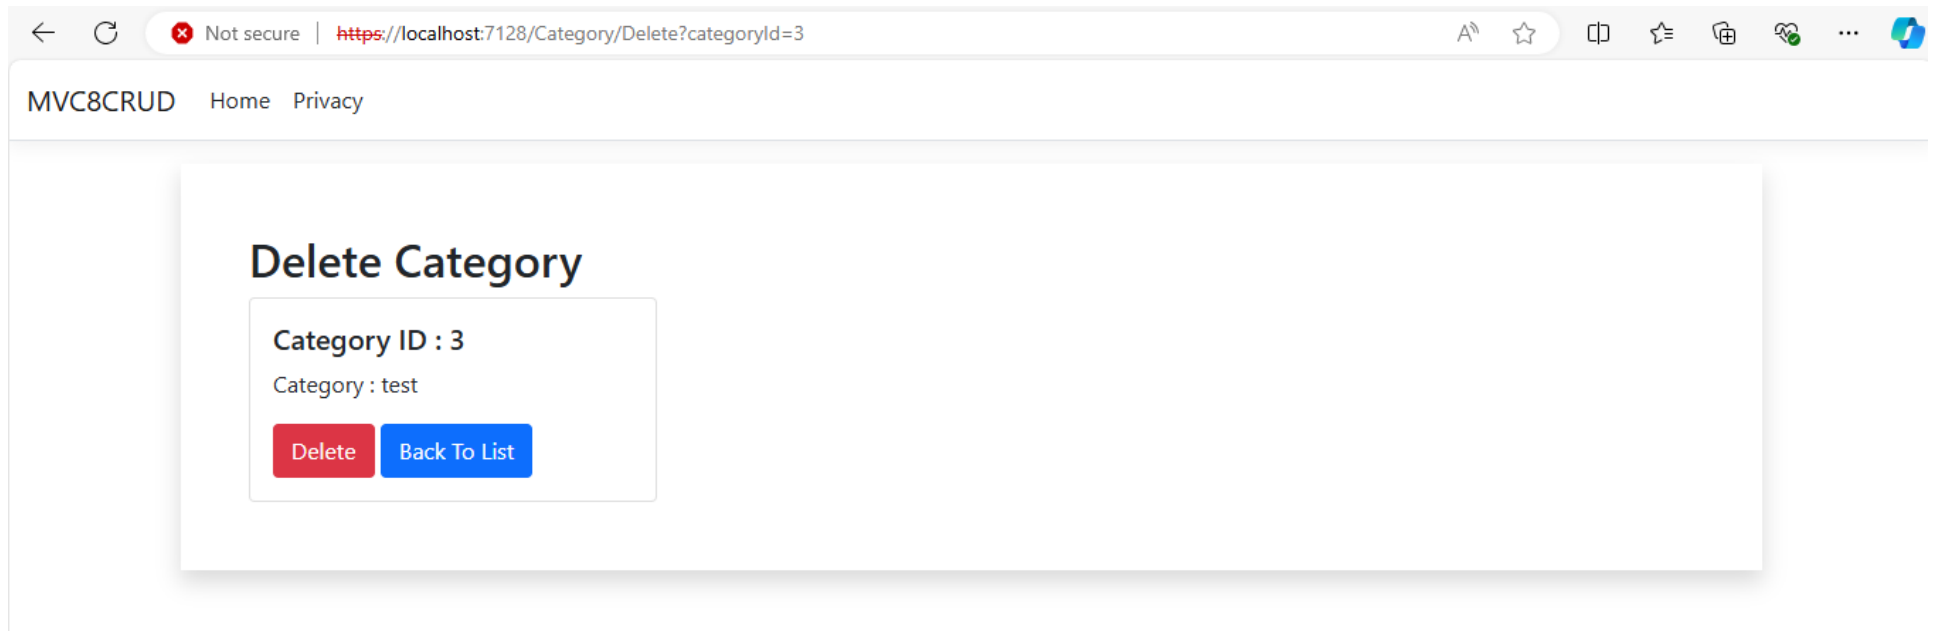 Not secure | https://localhost:7128/Category/Delete?categoryId=3
MVC8CRUD Home Privacy
Delete Category
Category ID : 3
Category : test
Delete Back To List